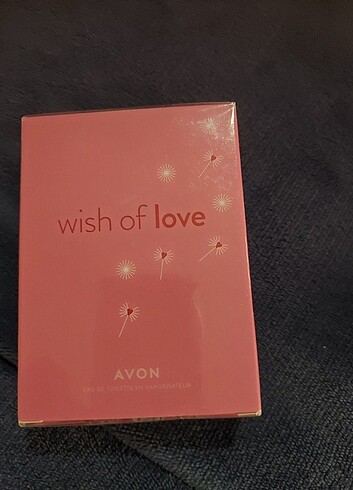 wish of love
AVON
EAU DE TOILETTE EN VAPORISATEUR